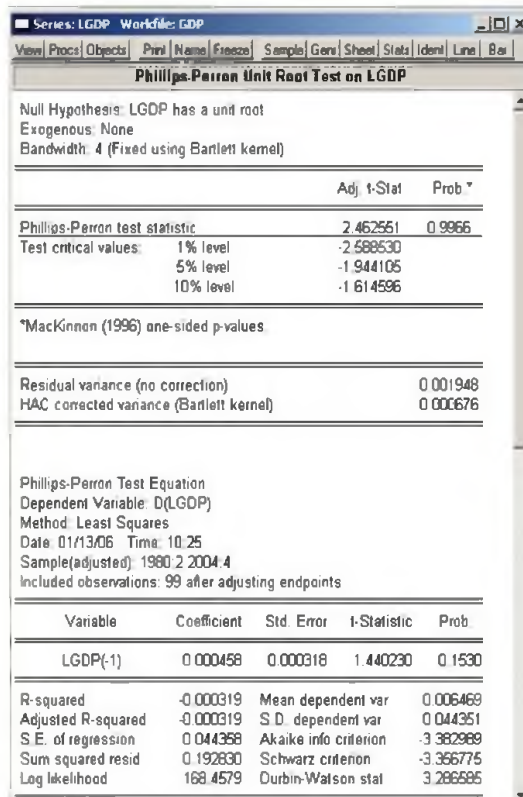 Series: LGDP Workfile: GDP
View Procs Objects Print Name Freeze Sample Genr Sheet Stats Ident Line Bar
Phillips-Perron Unit Root Test on LGDP
Null Hypothesis: LGDP has a unit root
Exogenous: None
Bandwidth: 4 (Fixed using Bartlett kernel)
Adj. t-Stat Prob.*
Phillips-Perron test statistic 2.462551 0.9966
Test critical values: 1% level -2.588530
5% level -1.944105
10% level -1.614596
*MacKinnon (1996) one-sided p-values.
Residual variance (no correction) 0.001948
HAC corrected variance (Bartlett kernel) 0.000676
Phillips-Perron Test Equation
Dependent Variable: D(LGDP)
Method: Least Squares
Date: 01/13/06 Time: 10:25
Sample(adjusted): 1980:2 2004:4
Included observations: 99 after adjusting endpoints
Variable Coefficient Std. Error t-Statistic Prob.
LGDP(-1) 0.000458 0.000318 1.440230 0.1530
R-squared -0.000319 Mean dependent var 0.006469
Adjusted R-squared -0.000319 S.D. dependent var 0.044351
S.E. of regression 0.044358 Akaike info criterion -3.382989
Sum squared resid 0.192830 Schwarz criterion -3.356775
Log likelihood 168.4579 Durbin-Watson stat 3.286585